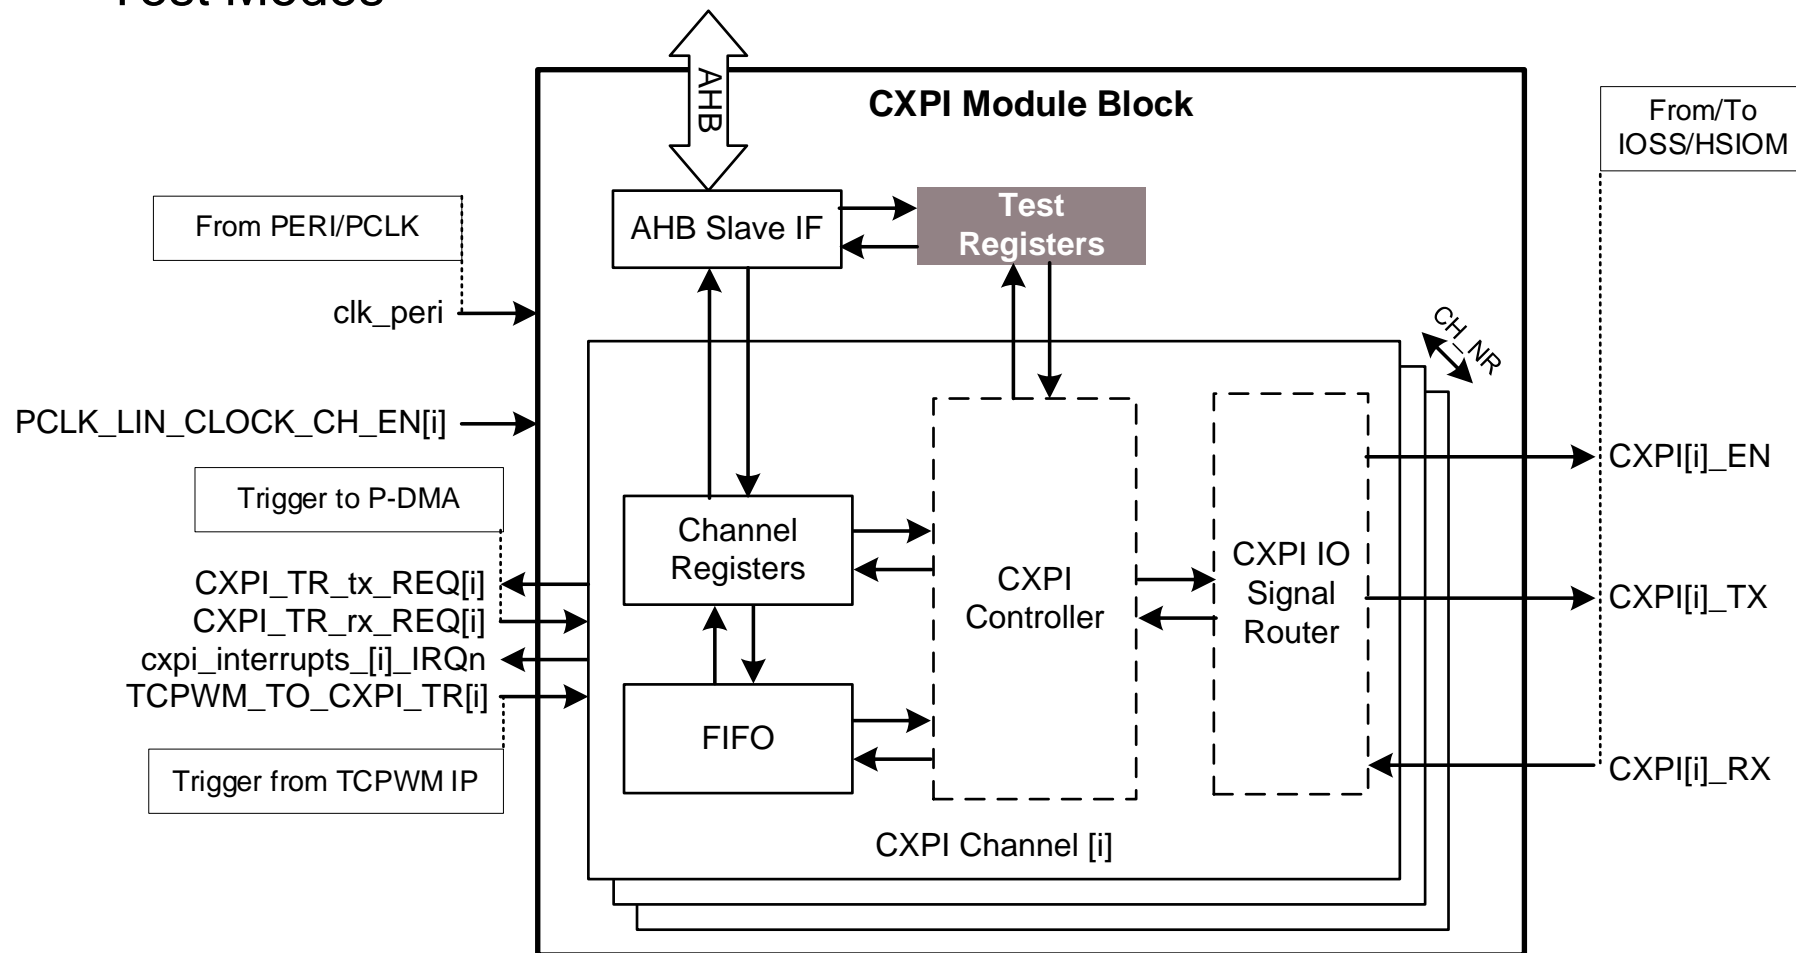 Test Modes
AHB
CXPI Module Block
From/To
IOSS/HSIOM
From PERI/PCLK
AHB Slave IF
Test
Registers
clk_peri
CH_NR
PCLK_LIN_CLOCK_CH_EN[i]
CXPI[i]_EN
Trigger to P-DMA
Channel
Registers
CXPI
Controller
CXPI IO
Signal
Router
CXPI_TR_tx_REQ[i]
CXPI[i]_TX
CXPI_TR_rx_REQ[i]
cxpi_interrupts_[i]_IRQn
TCPWM_TO_CXPI_TR[i]
FIFO
CXPI[i]_RX
Trigger from TCPWM IP
CXPI Channel [i]